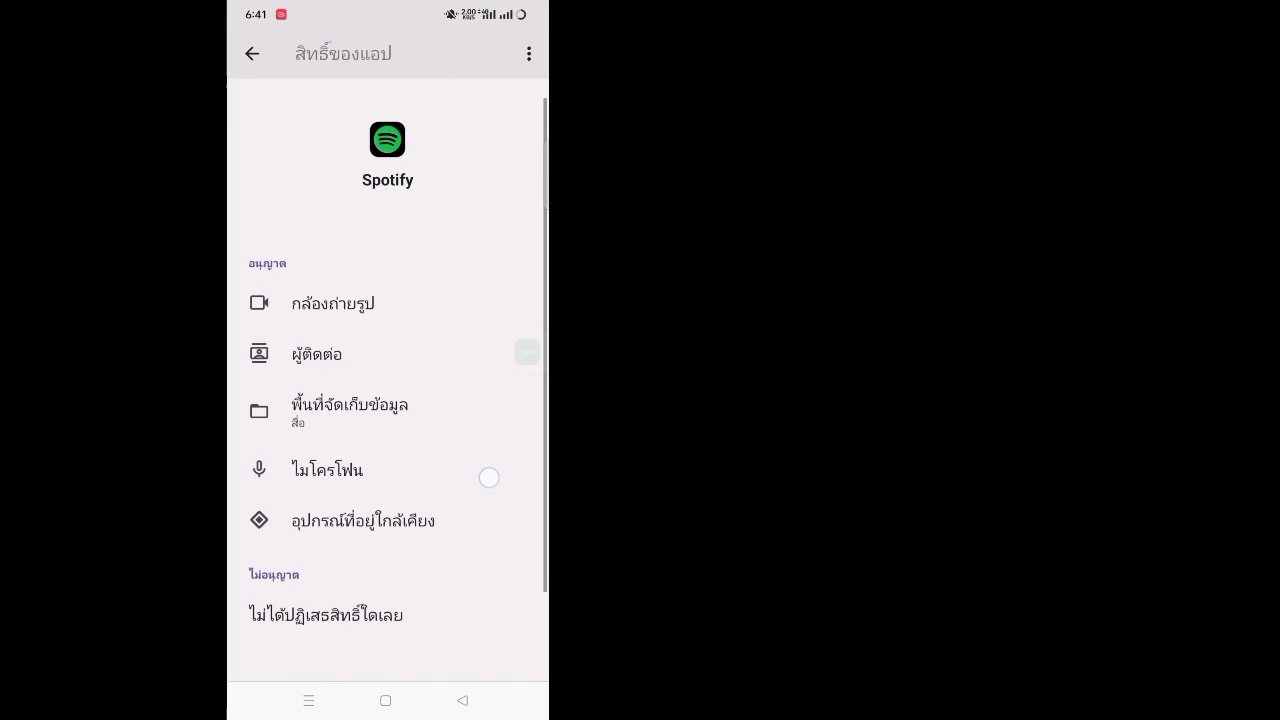 6:41
2.00 KB/S 4G
สิทธิ์ของแอป
Spotify
อนุญาต
กล้องถ่ายรูป
ผู้ติดต่อ
พื้นที่จัดเก็บข้อมูล
สื่อ
ไมโครโฟน
อุปกรณ์ที่อยู่ใกล้เคียง
ไม่อนุญาต
ไม่ได้ปฏิเสธสิทธิ์ใดเลย